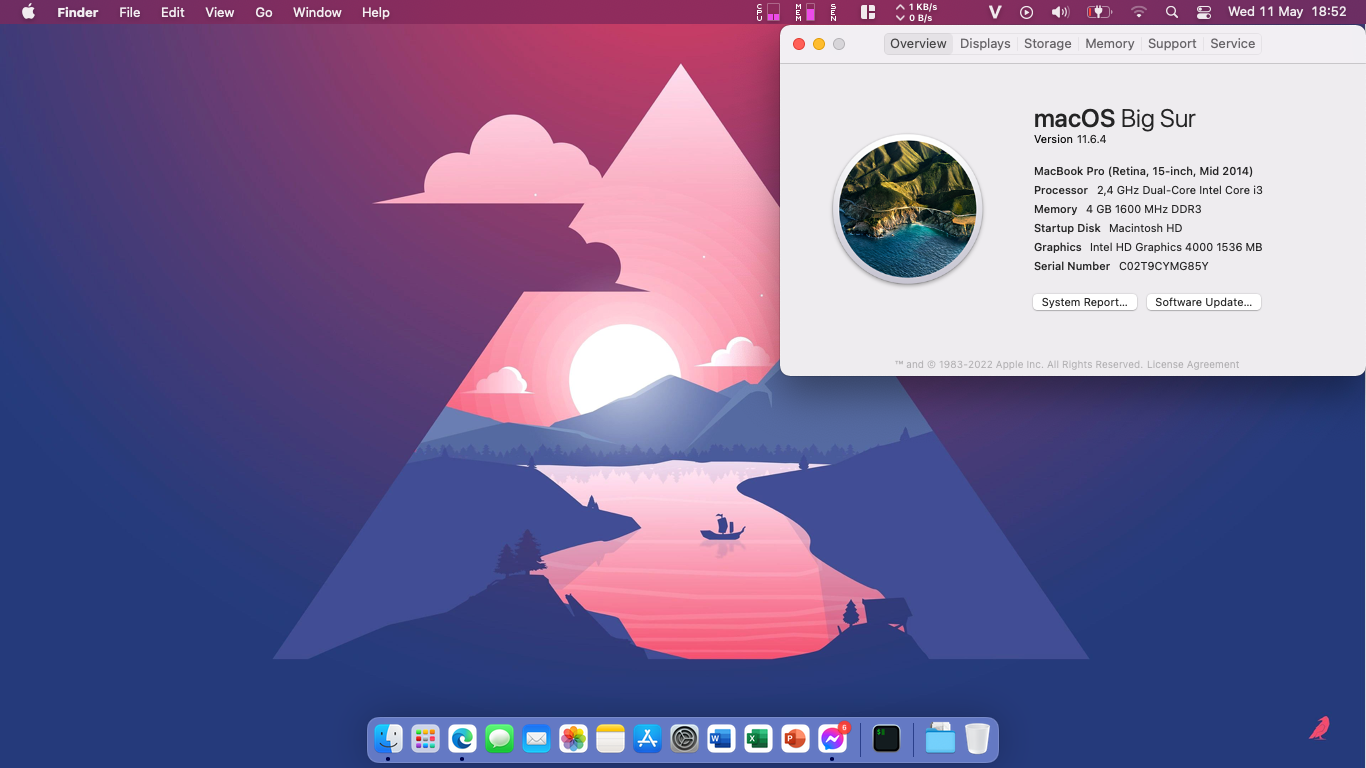 Finder File Edit View Go Window Help CPU MEM SEN 1 KB/s 0 B/s Wed 11 May 18:52
Overview Displays Storage Memory Support Service
macOS Big Sur
Version 11.6.4
MacBook Pro (Retina, 15-inch, Mid 2014)
Processor 2,4 GHz Dual-Core Intel Core i3
Memory 4 GB 1600 MHz DDR3
Startup Disk Macintosh HD
Graphics Intel HD Graphics 4000 1536 MB
Serial Number C02T9CYMG85Y
System Report... Software Update...
™ and © 1983-2022 Apple Inc. All Rights Reserved. License Agreement
W X P 6